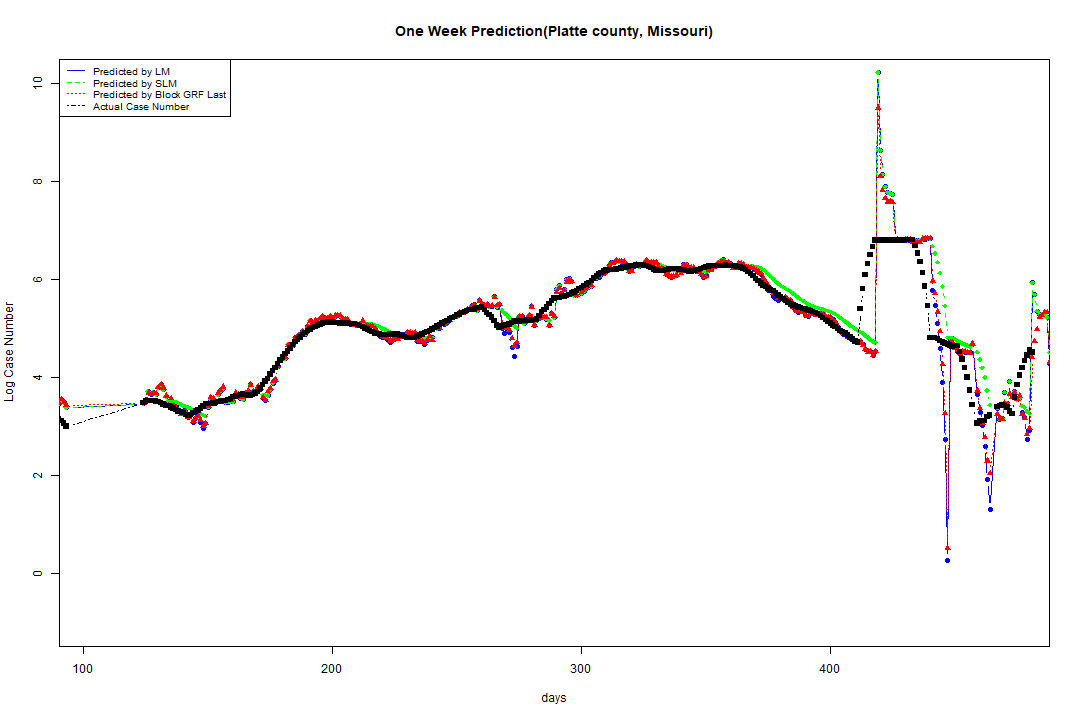 One Week Prediction(Platte county, Missouri)
Predicted by LM
Predicted by SLM
Predicted by Block GRF Last
Actual Case Number
10
8
6
4
2
0
Log Case Number
100 200 300 400
days